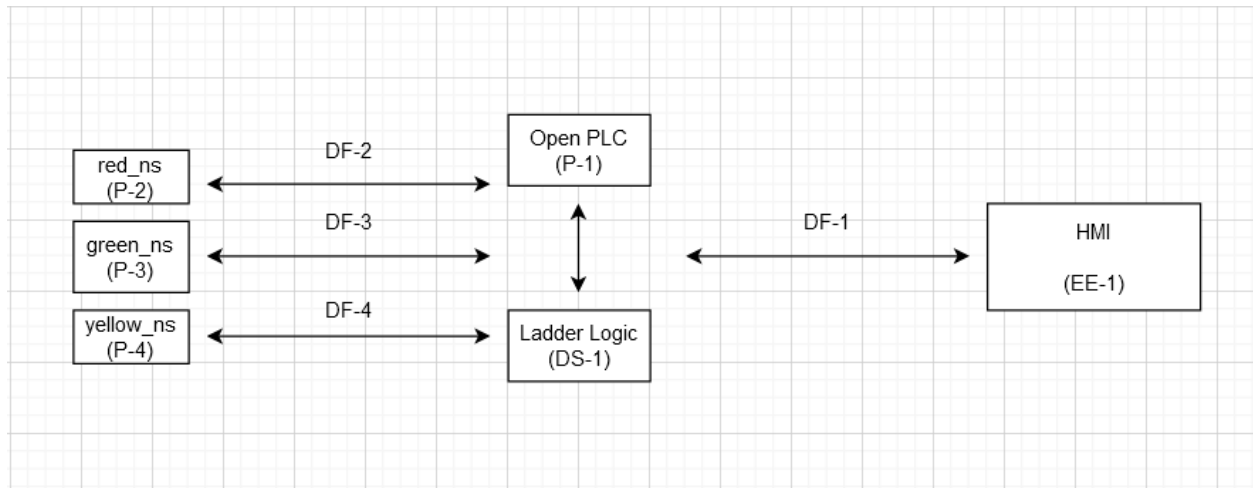 red_ns
(P-2)
green_ns
(P-3)
yellow_ns
(P-4)
DF-2
DF-3
DF-4
Open PLC
(P-1)
Ladder Logic
(DS-1)
DF-1
HMI
(EE-1)